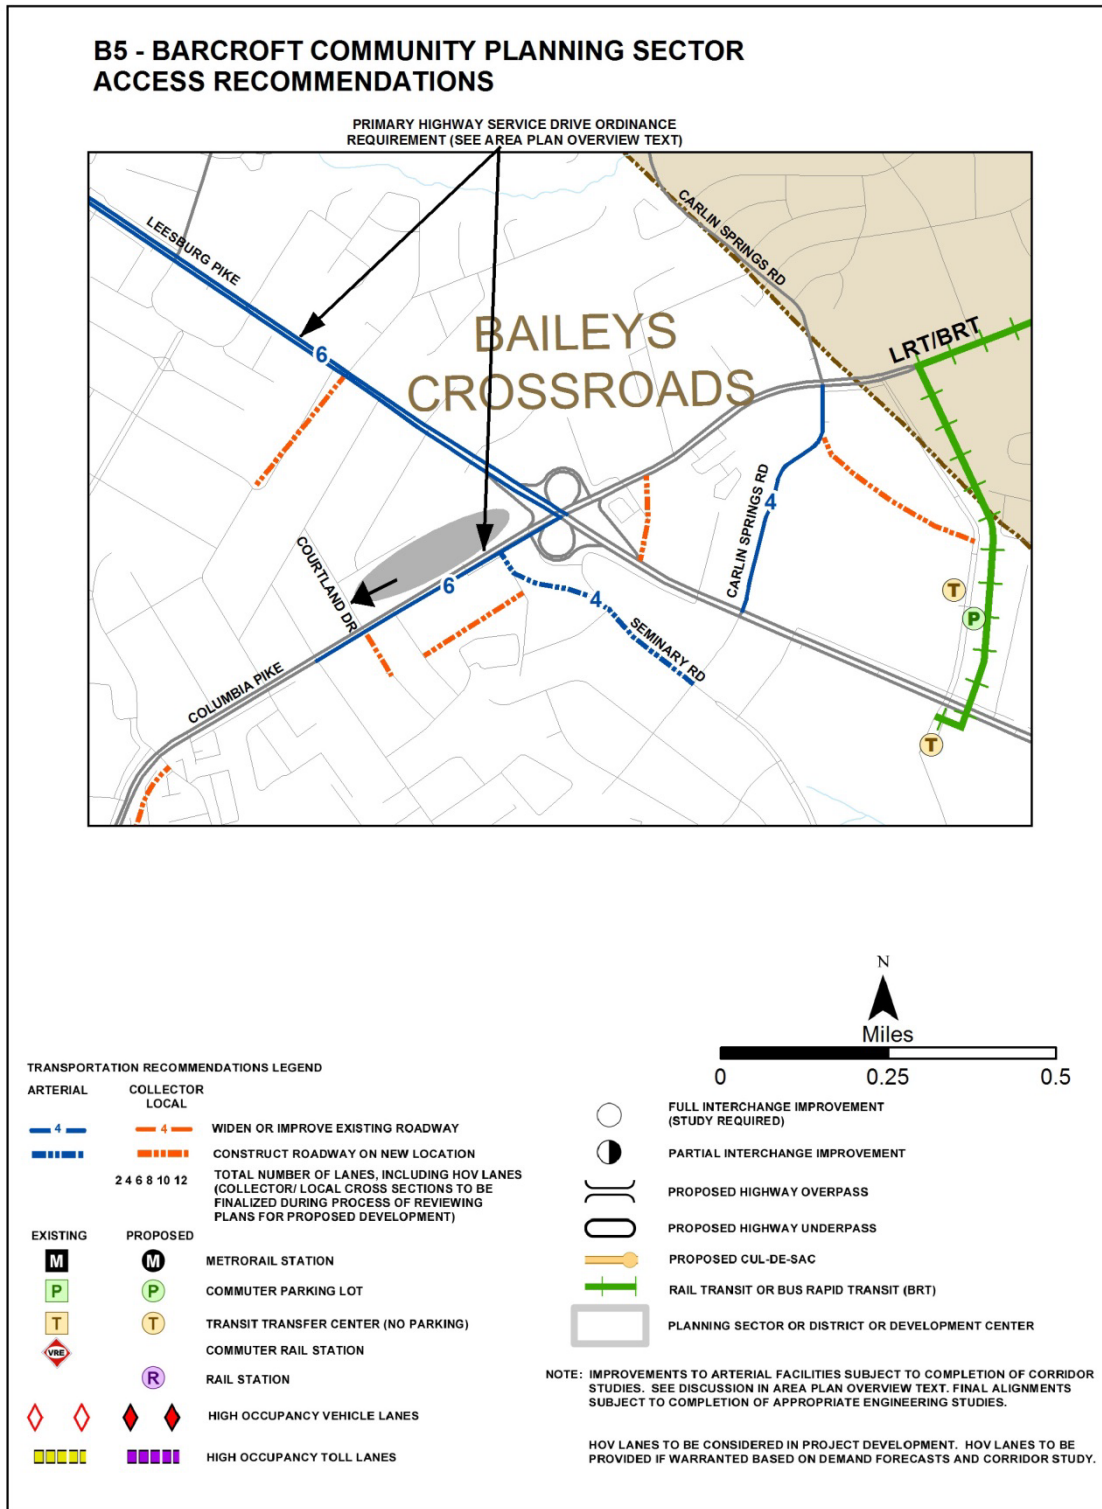 B5 - BARCROFT COMMUNITY PLANNING SECTOR
ACCESS RECOMMENDATIONS
PRIMARY HIGHWAY SERVICE DRIVE ORDINANCE
REQUIREMENT (SEE AREA PLAN OVERVIEW TEXT)
LEESBURG PIKE
CARLIN SPRINGS RD
BAILEYS
CROSSROADS
LRT/BRT
6
CARLIN SPRINGS RD
4
COURTLAND DR
6
4
SEMINARY RD
COLUMBIA PIKE
T
P
T
N
Miles
0 0.25 0.5
TRANSPORTATION RECOMMENDATIONS LEGEND
ARTERIAL COLLECTOR
LOCAL
4 4 WIDEN OR IMPROVE EXISTING ROADWAY
CONSTRUCT ROADWAY ON NEW LOCATION
2 4 6 8 10 12 TOTAL NUMBER OF LANES, INCLUDING HOV LANES
(COLLECTOR/ LOCAL CROSS SECTIONS TO BE
FINALIZED DURING PROCESS OF REVIEWING
PLANS FOR PROPOSED DEVELOPMENT)
EXISTING PROPOSED
M M METRORAIL STATION
P P COMMUTER PARKING LOT
T T TRANSIT TRANSFER CENTER (NO PARKING)
VRE COMMUTER RAIL STATION
R RAIL STATION
HIGH OCCUPANCY VEHICLE LANES
HIGH OCCUPANCY TOLL LANES
FULL INTERCHANGE IMPROVEMENT
(STUDY REQUIRED)
PARTIAL INTERCHANGE IMPROVEMENT
PROPOSED HIGHWAY OVERPASS
PROPOSED HIGHWAY UNDERPASS
PROPOSED CUL-DE-SAC
RAIL TRANSIT OR BUS RAPID TRANSIT (BRT)
PLANNING SECTOR OR DISTRICT OR DEVELOPMENT CENTER
NOTE: IMPROVEMENTS TO ARTERIAL FACILITIES SUBJECT TO COMPLETION OF CORRIDOR
STUDIES. SEE DISCUSSION IN AREA PLAN OVERVIEW TEXT. FINAL ALIGNMENTS
SUBJECT TO COMPLETION OF APPROPRIATE ENGINEERING STUDIES.
HOV LANES TO BE CONSIDERED IN PROJECT DEVELOPMENT. HOV LANES TO BE
PROVIDED IF WARRANTED BASED ON DEMAND FORECASTS AND CORRIDOR STUDY.